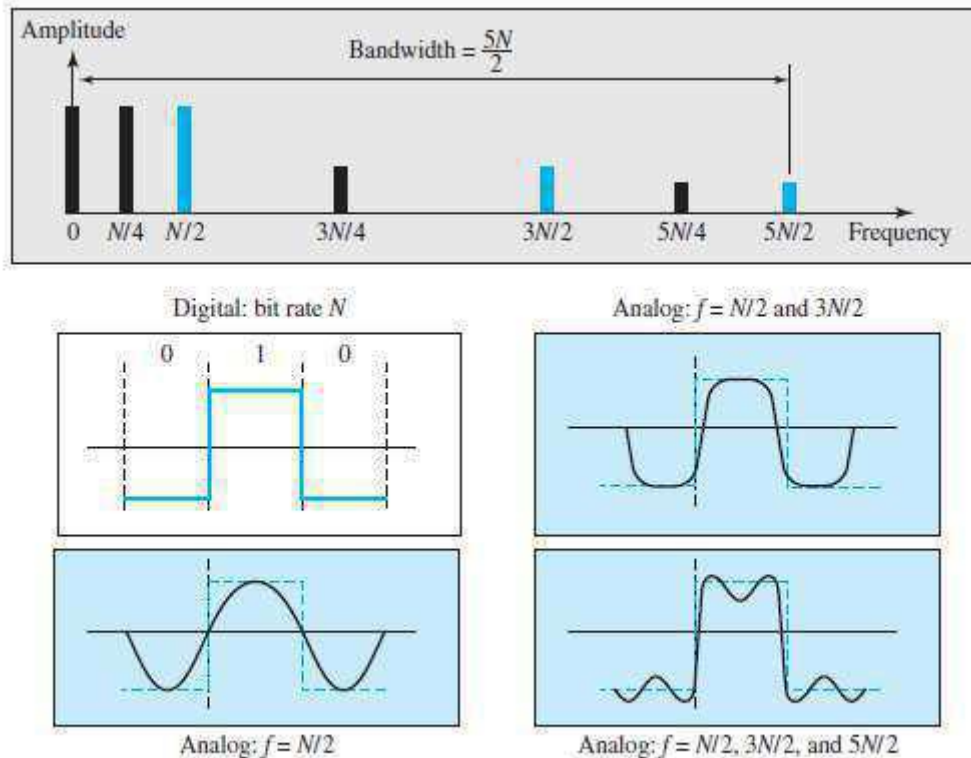 Amplitude
Bandwidth = 5N/2
0 N/4 N/2 3N/4 3N/2 5N/4 5N/2 Frequency
Digital: bit rate N
0 1 0
Analog: f = N/2 and 3N/2
Analog: f = N/2
Analog: f = N/2, 3N/2, and 5N/2